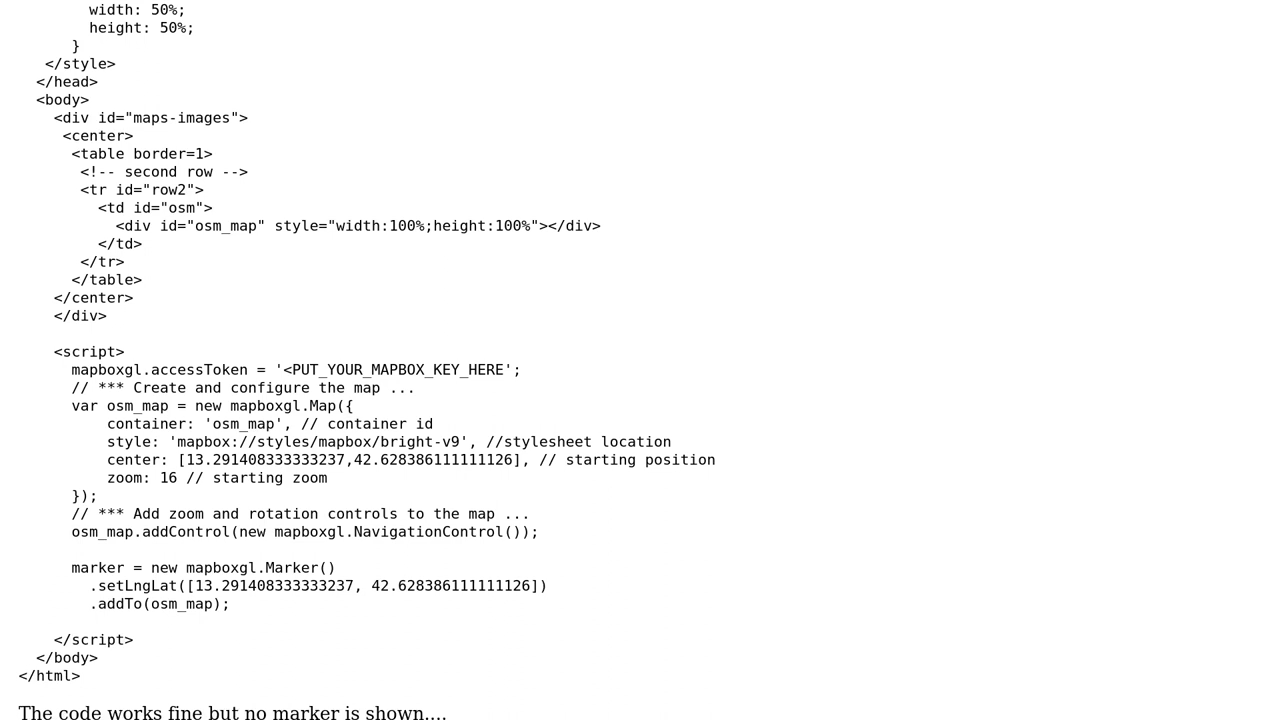 width: 50%;
height: 50%;
}
</style>
</head>
<body>
<div id="maps-images">
<center>
<table border=1>
<!-- second row -->
<tr id="row2">
<td id="osm">
<div id="osm_map" style="width:100%;height:100%"></div>
</td>
</tr>
</table>
</center>
</div>
<script>
mapboxgl.accessToken = '<PUT_YOUR_MAPBOX_KEY_HERE';
// *** Create and configure the map ...
var osm_map = new mapboxgl.Map({
container: 'osm_map', // container id
style: 'mapbox://styles/mapbox/bright-v9', //stylesheet location
center: [13.291408333333237,42.628386111111126], // starting position
zoom: 16 // starting zoom
});
// *** Add zoom and rotation controls to the map ...
osm_map.addControl(new mapboxgl.NavigationControl());
marker = new mapboxgl.Marker()
.setLngLat([13.291408333333237, 42.628386111111126])
.addTo(osm_map);
</script>
</body>
</html>
The code works fine but no marker is shown....